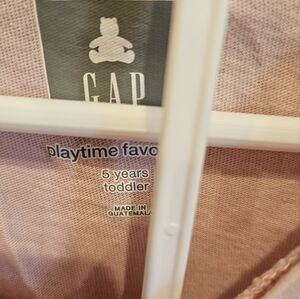 GAP
playtime favo
5 years
toddler
MADE IN
GUATEMALA